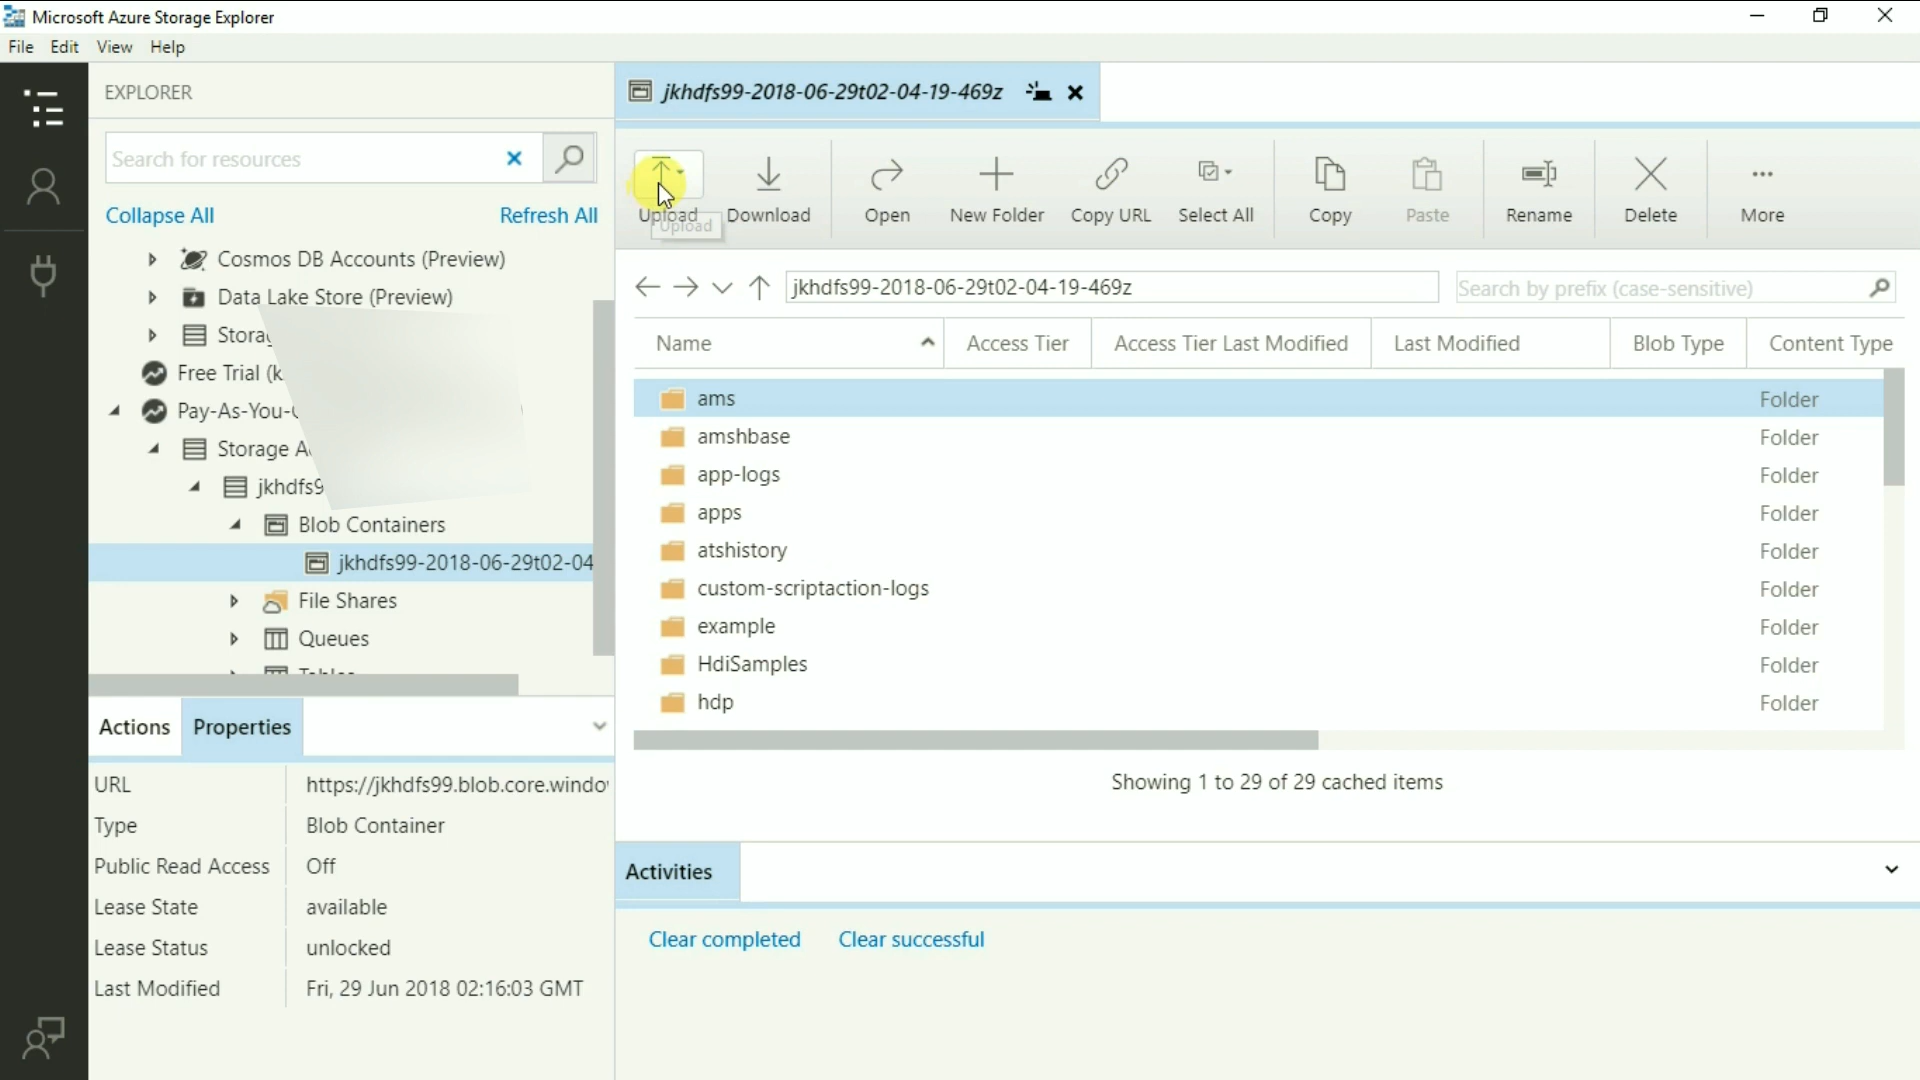 Microsoft Azure Storage Explorer
File Edit View Help
EXPLORER
Search for resources
Collapse All Refresh All
Cosmos DB Accounts (Preview)
Data Lake Store (Preview)
Free Trial
Pay-As-You-
Storage
jkhdfs9
Blob Containers
jkhdfs99-2018-06-29t02-04
File Shares
Queues
Actions Properties
URL https://jkhdfs99.blob.core.windo
Type Blob Container
Public Read Access Off
Lease State available
Lease Status unlocked
Last Modified Fri, 29 Jun 2018 02:16:03 GMT
jkhdfs99-2018-06-29t02-04-19-469z
Upload Download Open New Folder Copy URL Select All Copy Paste Rename Delete More
Upload
jkhdfs99-2018-06-29t02-04-19-469z Search by prefix (case-sensitive)
Name Access Tier Access Tier Last Modified Last Modified Blob Type Content Type
ams Folder
amshbase Folder
app-logs Folder
apps Folder
atshistory Folder
custom-scriptaction-logs Folder
example Folder
HdiSamples Folder
hdp Folder
Showing 1 to 29 of 29 cached items
Activities
Clear completed Clear successful